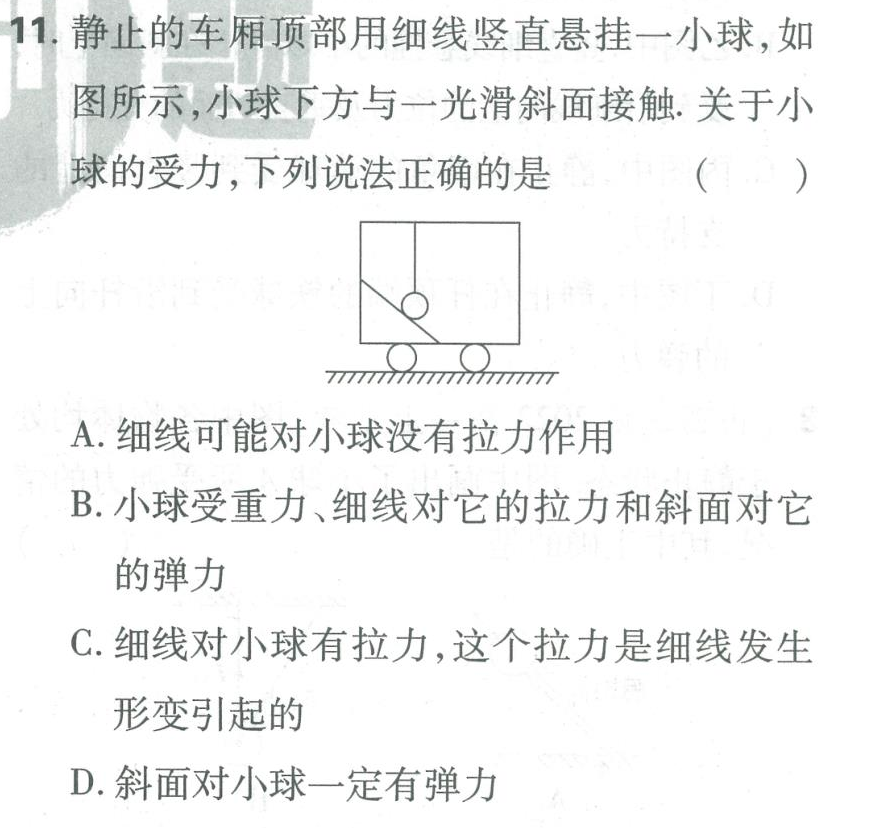 11. 静止的车厢顶部用细线竖直悬挂一小球,如
图所示,小球下方与一光滑斜面接触. 关于小
球的受力,下列说法正确的是 ( )
A. 细线可能对小球没有拉力作用
B. 小球受重力、细线对它的拉力和斜面对它
的弹力
C. 细线对小球有拉力,这个拉力是细线发生
形变引起的
D. 斜面对小球一定有弹力